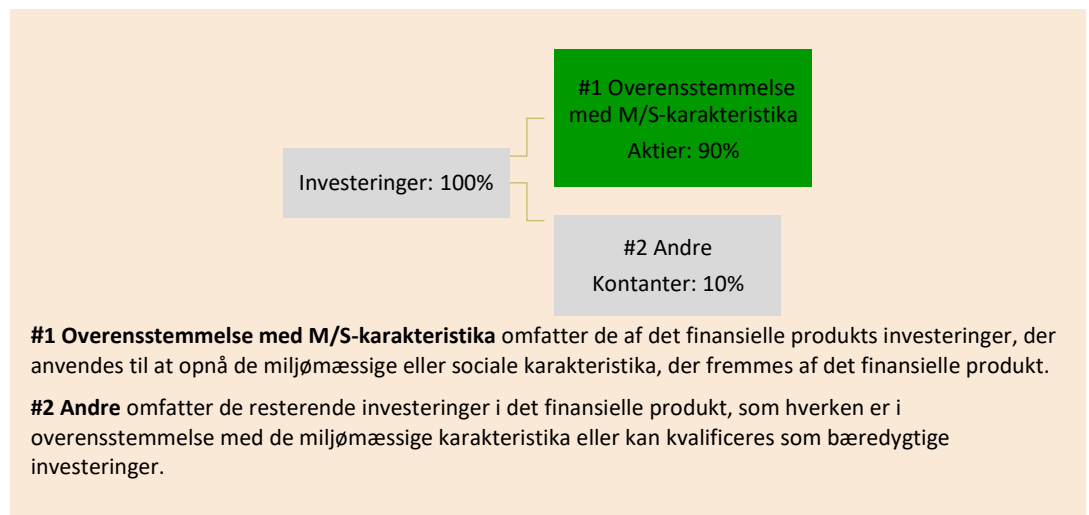 #1 Overensstemmelse
med M/S-karakteristika
Aktier: 90%
Investeringer: 100%
#2 Andre
Kontanter: 10%
#1 Overensstemmelse med M/S-karakteristika omfatter de af det finansielle produkts investeringer, der
anvendes til at opnå de miljømæssige eller sociale karakteristika, der fremmes af det finansielle produkt.
#2 Andre omfatter de resterende investeringer i det finansielle produkt, som hverken er i
overensstemmelse med de miljømæssige karakteristika eller kan kvalificeres som bæredygtige
investeringer.